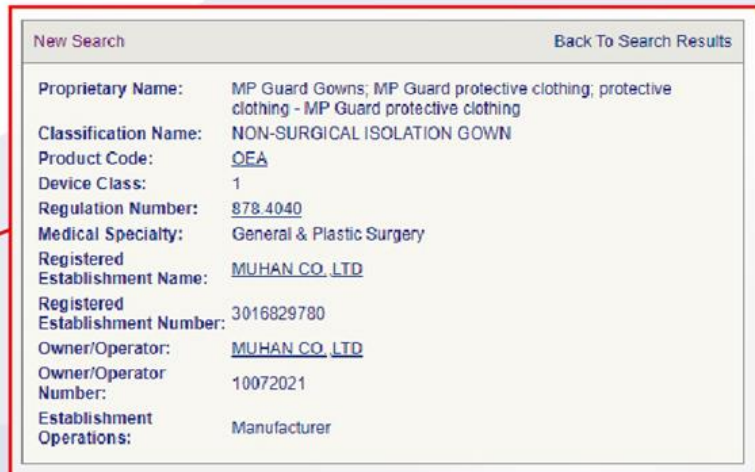 New Search Back To Search Results
Proprietary Name: MP Guard Gowns; MP Guard protective clothing; protective
clothing - MP Guard protective clothing
Classification Name: NON-SURGICAL ISOLATION GOWN
Product Code: OEA
Device Class: 1
Regulation Number: 878.4040
Medical Specialty: General & Plastic Surgery
Registered
Establishment Name: MUHAN CO.,LTD
Registered
Establishment Number: 3016829780
Owner/Operator: MUHAN CO.,LTD
Owner/Operator
Number: 10072021
Establishment
Operations: Manufacturer